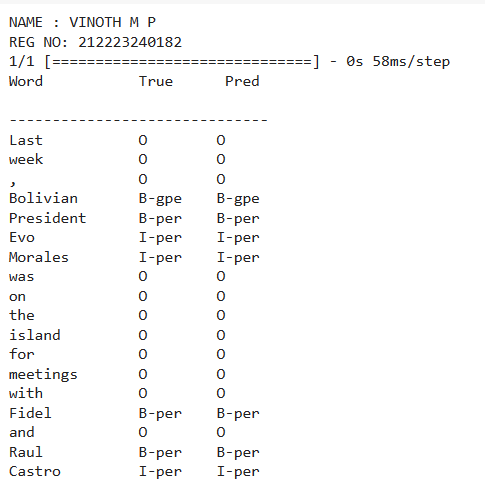 NAME : VINOTH M P
REG NO: 212223240182
1/1 [==============================] - 0s 58ms/step
Word           True      Pred

------------------------------
Last           O        O
week           O        O
,              O        O
Bolivian       B-gpe    B-gpe
President      B-per    B-per
Evo            I-per    I-per
Morales        I-per    I-per
was            O        O
on             O        O
the            O        O
island         O        O
for            O        O
meetings       O        O
with           O        O
Fidel          B-per    B-per
and            O        O
Raul           B-per    B-per
Castro         I-per    I-per